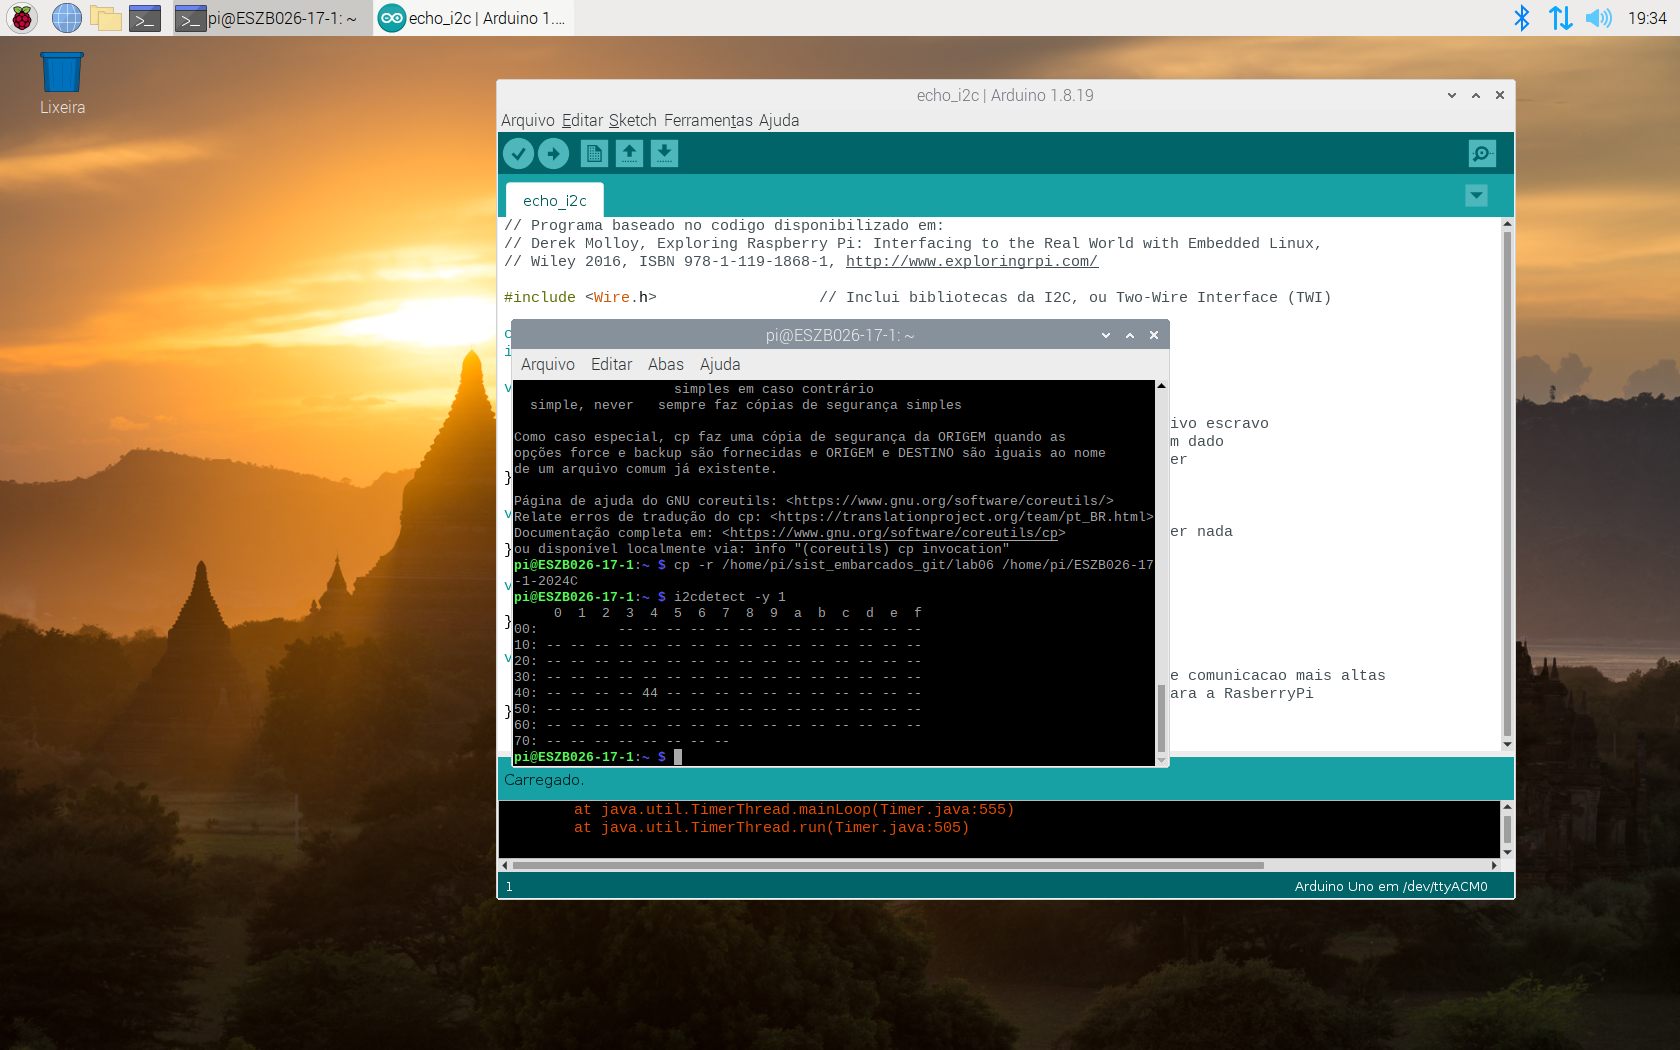 pi@ESZB026-17-1: ~
echo_i2c | Arduino 1....
19:34
Lixeira
echo_i2c | Arduino 1.8.19
Arquivo Editar Sketch Ferramentas Ajuda
echo_i2c
// Programa baseado no codigo disponibilizado em:
// Derek Molloy, Exploring Raspberry Pi: Interfacing to the Real World with Embedded Linux,
// Wiley 2016, ISBN 978-1-119-1868-1, http://www.exploringrpi.com/
#include <Wire.h> // Inclui bibliotecas da I2C, ou Two-Wire Interface (TWI)
c
i
v
ivo escravo
m dado
er
}
v
er nada
}
v
}
v
e comunicacao mais altas
ara a RasberryPi
}
pi@ESZB026-17-1: ~
Arquivo Editar Abas Ajuda
simples em caso contrário
simple, never sempre faz cópias de segurança simples
Como caso especial, cp faz uma cópia de segurança da ORIGEM quando as
opções force e backup são fornecidas e ORIGEM e DESTINO são iguais ao nome
de um arquivo comum já existente.
Página de ajuda do GNU coreutils: <https://www.gnu.org/software/coreutils/>
Relate erros de tradução do cp: <https://translationproject.org/team/pt_BR.html>
Documentação completa em: <https://www.gnu.org/software/coreutils/cp>
ou disponível localmente via: info "(coreutils) cp invocation"
pi@ESZB026-17-1:~ $ cp -r /home/pi/sist_embarcados_git/lab06 /home/pi/ESZB026-17
-1-2024C
pi@ESZB026-17-1:~ $ i2cdetect -y 1
0 1 2 3 4 5 6 7 8 9 a b c d e f
00: -- -- -- -- -- -- -- -- -- -- -- -- --
10: -- -- -- -- -- -- -- -- -- -- -- -- -- -- -- --
20: -- -- -- -- -- -- -- -- -- -- -- -- -- -- -- --
30: -- -- -- -- -- -- -- -- -- -- -- -- -- -- -- --
40: -- -- -- -- 44 -- -- -- -- -- -- -- -- -- -- --
50: -- -- -- -- -- -- -- -- -- -- -- -- -- -- -- --
60: -- -- -- -- -- -- -- -- -- -- -- -- -- -- -- --
70: -- -- -- -- -- -- -- --
pi@ESZB026-17-1:~ $
Carregado.
at java.util.TimerThread.mainLoop(Timer.java:555)
at java.util.TimerThread.run(Timer.java:505)
1
Arduino Uno em /dev/ttyACM0